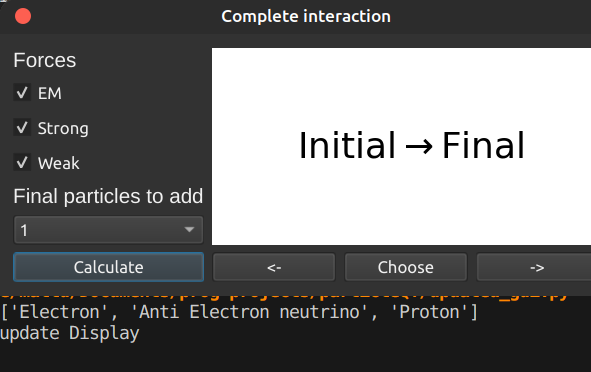 Complete interaction
Forces
EM
Strong
Weak
Final particles to add
1
Initial → Final
Calculate
<-
Choose
->
['Electron', 'Anti Electron neutrino', 'Proton']
update Display